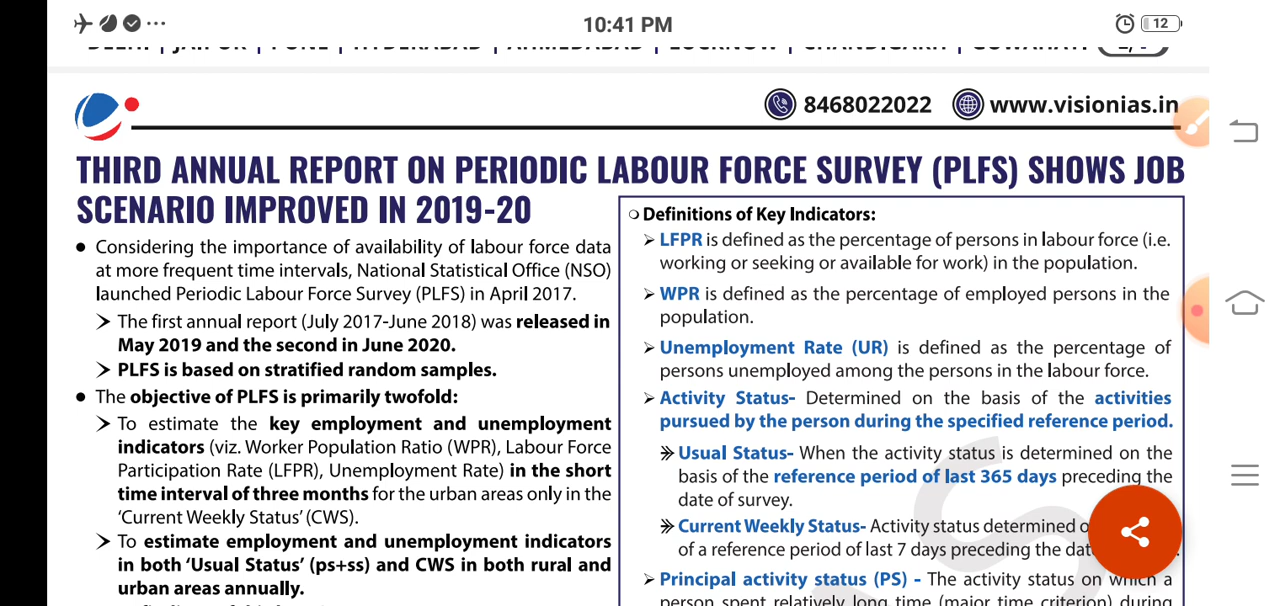 10:41 PM
12
8468022022 www.visionias.in
THIRD ANNUAL REPORT ON PERIODIC LABOUR FORCE SURVEY (PLFS) SHOWS JOB
SCENARIO IMPROVED IN 2019-20
● Considering the importance of availability of labour force data
at more frequent time intervals, National Statistical Office (NSO)
launched Periodic Labour Force Survey (PLFS) in April 2017.
➢ The first annual report (July 2017-June 2018) was released in
May 2019 and the second in June 2020.
➢ PLFS is based on stratified random samples.
● The objective of PLFS is primarily twofold:
➢ To estimate the key employment and unemployment
indicators (viz. Worker Population Ratio (WPR), Labour Force
Participation Rate (LFPR), Unemployment Rate) in the short
time interval of three months for the urban areas only in the
‘Current Weekly Status’ (CWS).
➢ To estimate employment and unemployment indicators
in both ‘Usual Status’ (ps+ss) and CWS in both rural and
urban areas annually.
○ Definitions of Key Indicators:
➢ LFPR is defined as the percentage of persons in labour force (i.e.
working or seeking or available for work) in the population.
➢ WPR is defined as the percentage of employed persons in the
population.
➢ Unemployment Rate (UR) is defined as the percentage of
persons unemployed among the persons in the labour force.
➢ Activity Status- Determined on the basis of the activities
pursued by the person during the specified reference period.
Usual Status- When the activity status is determined on the
basis of the reference period of last 365 days preceding the
date of survey.
Current Weekly Status- Activity status determined
of a reference period of last 7 days preceding the
➢ Principal activity status (PS) - The activity status on which a
person spent relatively long time (major time criterion) during